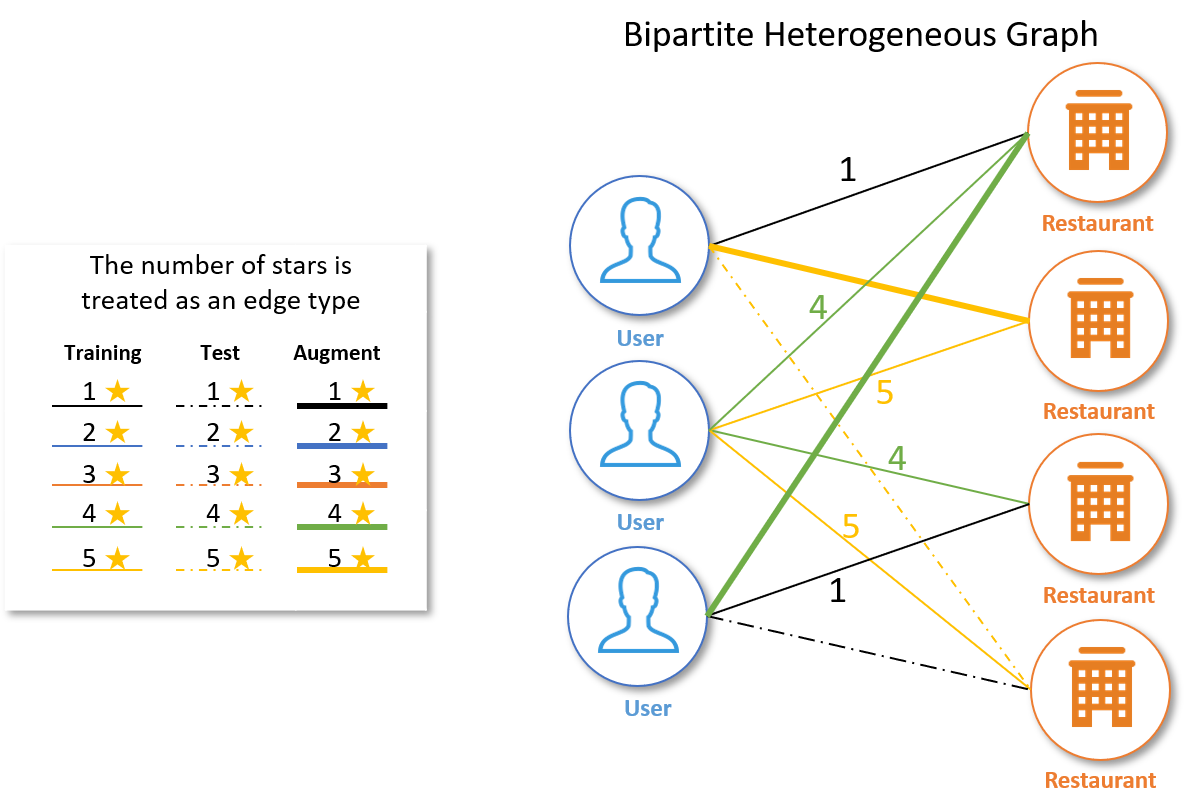 Bipartite Heterogeneous Graph
The number of stars is
treated as an edge type
Training Test Augment
1 1 1
2 2 2
3 3 3
4 4 4
5 5 5
User
User
User
1
4
5
4
5
1
Restaurant
Restaurant
Restaurant
Restaurant